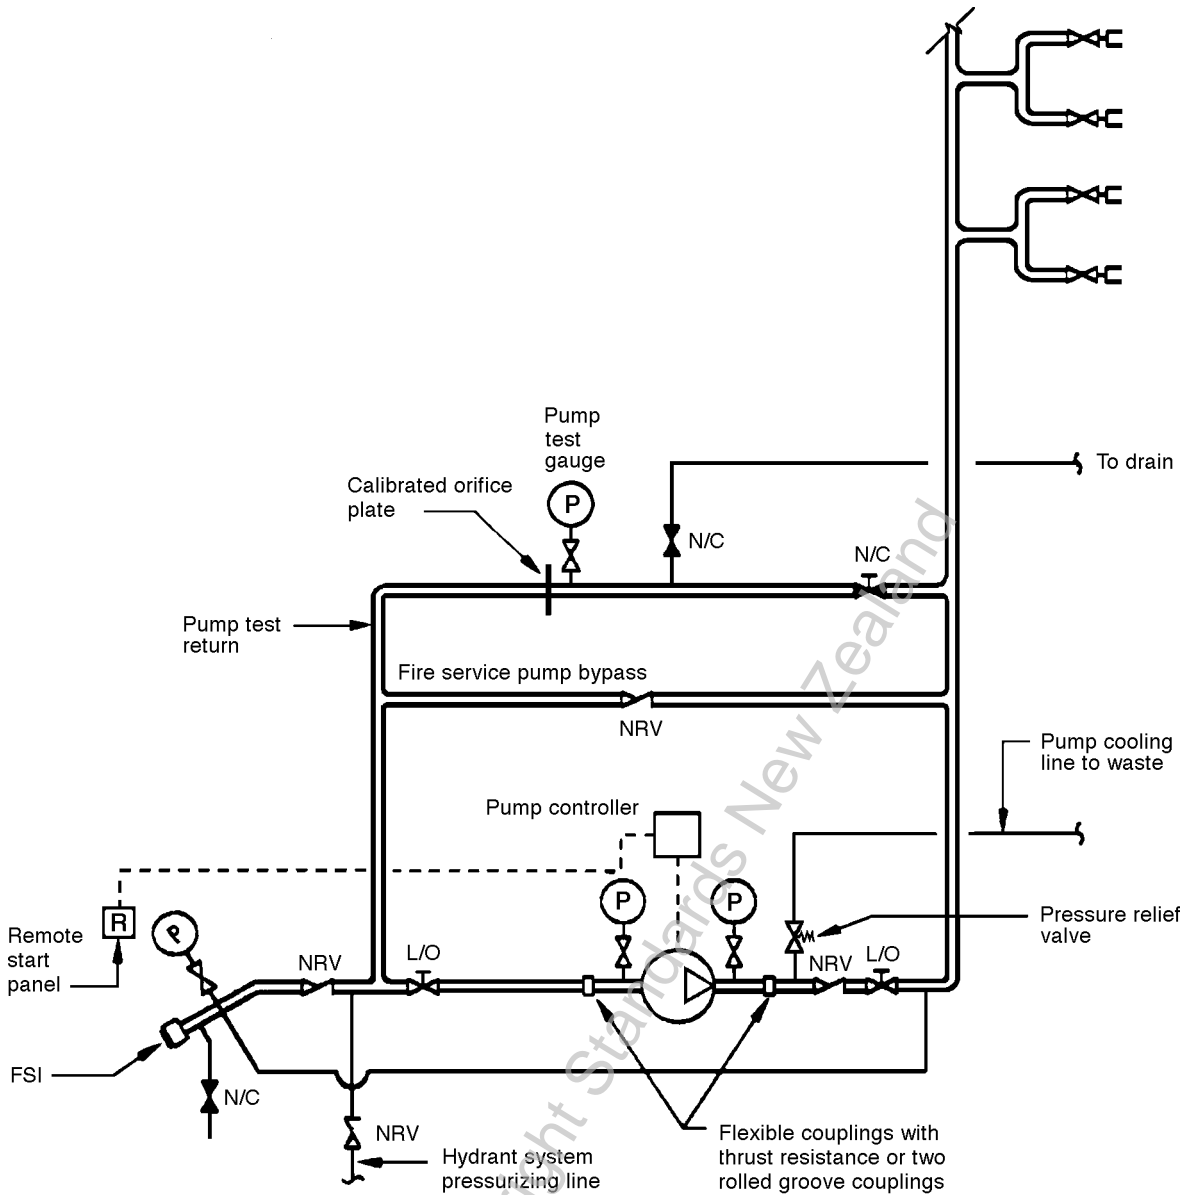 Pump
test
gauge
P
Calibrated orifice
plate
To drain
N/C
N/C
Pump test
return
Fire service pump bypass
NRV
Pump cooling
line to waste
Pump controller
P
P
R
P
Remote
start
panel
Pressure relief
valve
NRV
L/O
NRV
L/O
FSI
N/C
NRV
Hydrant system
pressurizing line
Flexible couplings with
thrust resistance or two
rolled groove couplings
ight Standards New Zealand